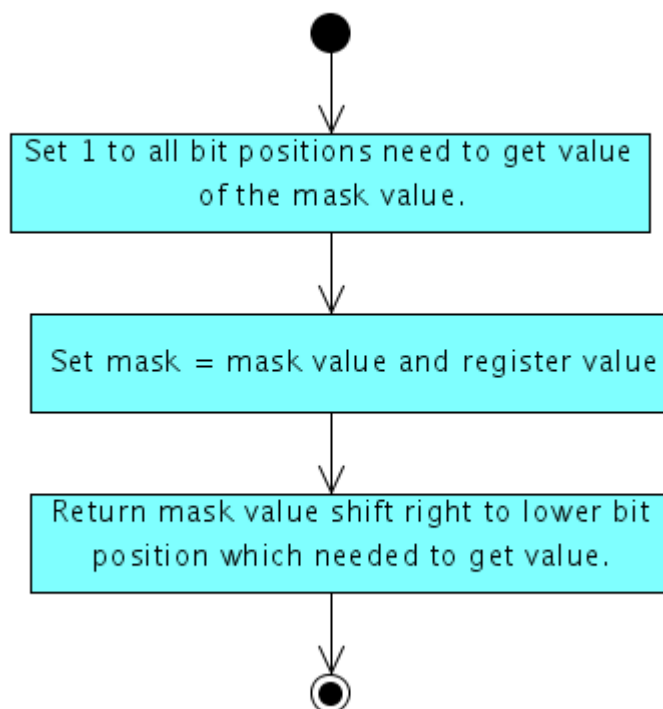 Set 1 to all bit positions need to get value
of the mask value.
Set mask = mask value and register value
Return mask value shift right to lower bit
position which needed to get value.